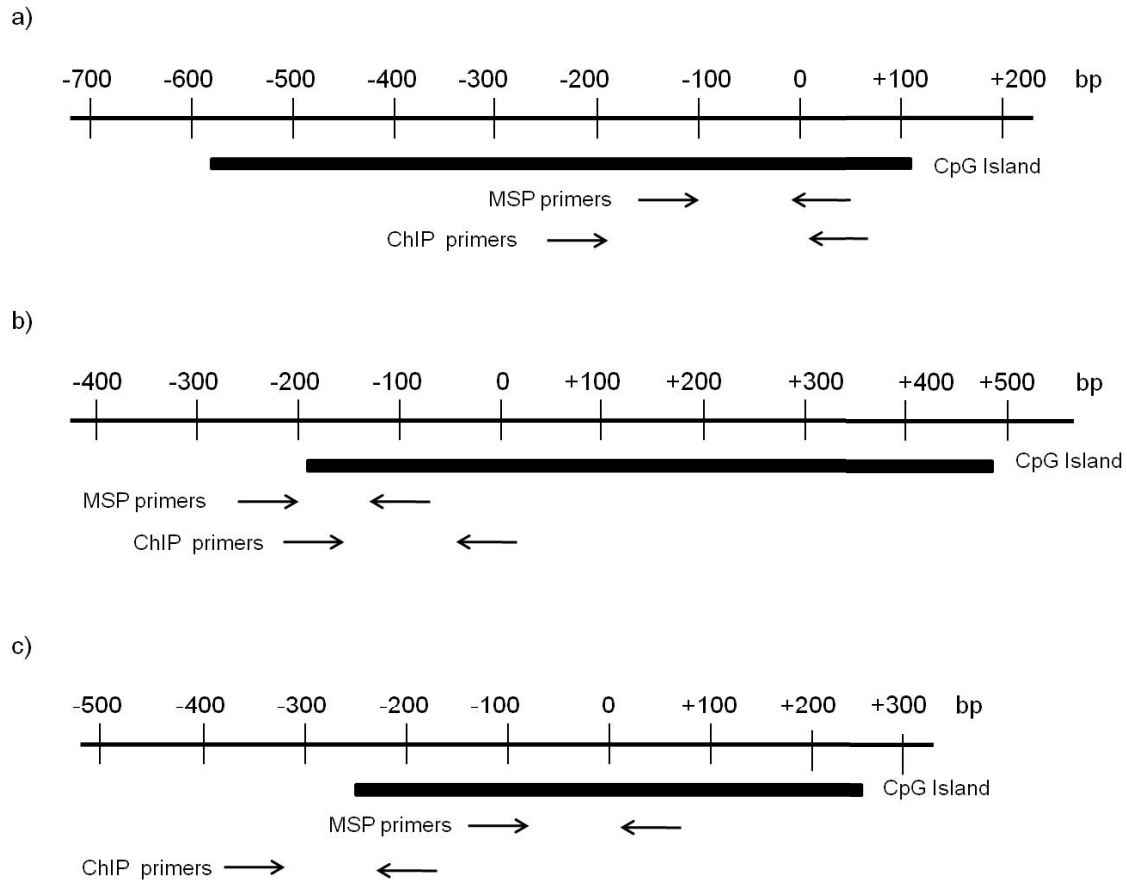 a)
-700 -600 -500 -400 -300 -200 -100 0 +100 +200 bp
CpG Island
MSP primers
ChIP primers
b)
-400 -300 -200 -100 0 +100 +200 +300 +400 +500 bp
CpG Island
MSP primers
ChIP primers
c)
-500 -400 -300 -200 -100 0 +100 +200 +300 bp
CpG Island
MSP primers
ChIP primers